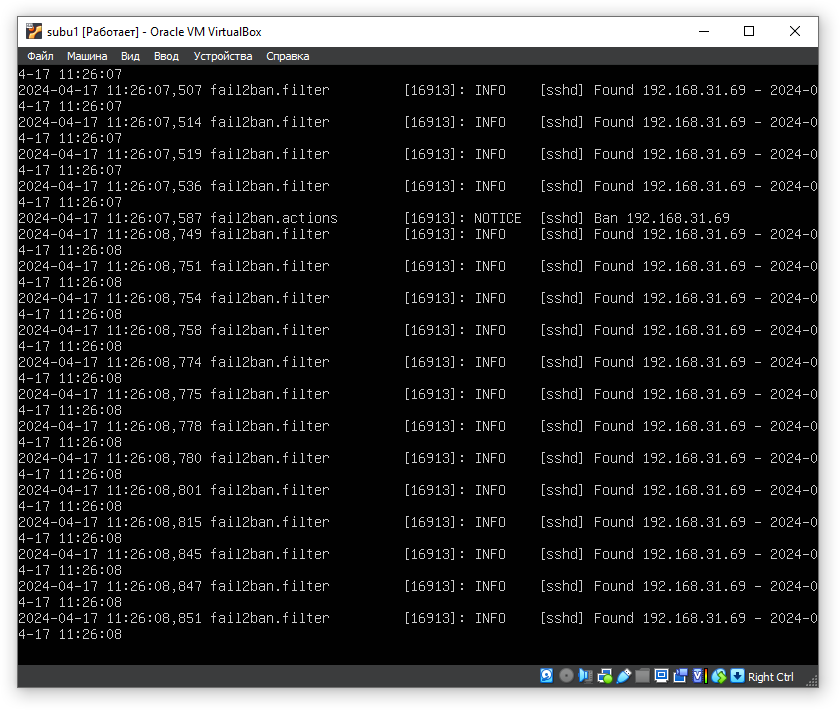 subu1 [Работает] - Oracle VM VirtualBox
Файл Машина Вид Ввод Устройства Справка
4-17 11:26:07
2024-04-17 11:26:07,507 fail2ban.filter [16913]: INFO [sshd] Found 192.168.31.69 - 2024-0
4-17 11:26:07
2024-04-17 11:26:07,514 fail2ban.filter [16913]: INFO [sshd] Found 192.168.31.69 - 2024-0
4-17 11:26:07
2024-04-17 11:26:07,519 fail2ban.filter [16913]: INFO [sshd] Found 192.168.31.69 - 2024-0
4-17 11:26:07
2024-04-17 11:26:07,536 fail2ban.filter [16913]: INFO [sshd] Found 192.168.31.69 - 2024-0
4-17 11:26:07
2024-04-17 11:26:07,587 fail2ban.actions [16913]: NOTICE [sshd] Ban 192.168.31.69
2024-04-17 11:26:08,749 fail2ban.filter [16913]: INFO [sshd] Found 192.168.31.69 - 2024-0
4-17 11:26:08
2024-04-17 11:26:08,751 fail2ban.filter [16913]: INFO [sshd] Found 192.168.31.69 - 2024-0
4-17 11:26:08
2024-04-17 11:26:08,754 fail2ban.filter [16913]: INFO [sshd] Found 192.168.31.69 - 2024-0
4-17 11:26:08
2024-04-17 11:26:08,758 fail2ban.filter [16913]: INFO [sshd] Found 192.168.31.69 - 2024-0
4-17 11:26:08
2024-04-17 11:26:08,774 fail2ban.filter [16913]: INFO [sshd] Found 192.168.31.69 - 2024-0
4-17 11:26:08
2024-04-17 11:26:08,775 fail2ban.filter [16913]: INFO [sshd] Found 192.168.31.69 - 2024-0
4-17 11:26:08
2024-04-17 11:26:08,778 fail2ban.filter [16913]: INFO [sshd] Found 192.168.31.69 - 2024-0
4-17 11:26:08
2024-04-17 11:26:08,780 fail2ban.filter [16913]: INFO [sshd] Found 192.168.31.69 - 2024-0
4-17 11:26:08
2024-04-17 11:26:08,801 fail2ban.filter [16913]: INFO [sshd] Found 192.168.31.69 - 2024-0
4-17 11:26:08
2024-04-17 11:26:08,815 fail2ban.filter [16913]: INFO [sshd] Found 192.168.31.69 - 2024-0
4-17 11:26:08
2024-04-17 11:26:08,845 fail2ban.filter [16913]: INFO [sshd] Found 192.168.31.69 - 2024-0
4-17 11:26:08
2024-04-17 11:26:08,847 fail2ban.filter [16913]: INFO [sshd] Found 192.168.31.69 - 2024-0
4-17 11:26:08
2024-04-17 11:26:08,851 fail2ban.filter [16913]: INFO [sshd] Found 192.168.31.69 - 2024-0
4-17 11:26:08
Right Ctrl